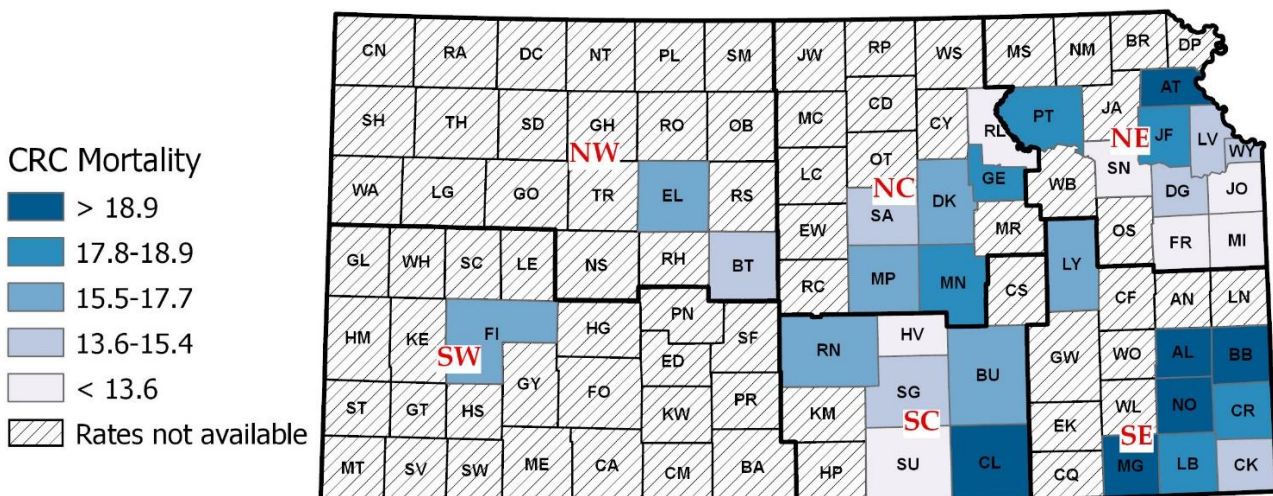 CRC Mortality
> 18.9
17.8-18.9
15.5-17.7
13.6-15.4
< 13.6
Rates not available
CN RA DC NT PL SM JW RP WS MS NM BR DP
SH TH SD GH RO OB MC CD CY RL PT JA AT JF LV WY
NW NC NE
WA LG GO TR EL RS LC OT SA DK GE WB SN DG JO
GL WH SC LE NS RH BT EW RC MP MN MR CS LY OS FR MI
HM KE FI HG PN ED SF RN HV BU GW CF AN LN
SW
ST GT HS GY FO KW PR KM SG EK WO WL AL BB NO CR
SC SE
MT SV SW ME CA CM BA HP SU CL CQ MG LB CK